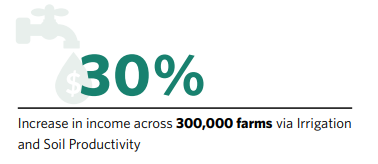 $
30%
Increase in income across 300,000 farms via Irrigation
and Soil Productivity